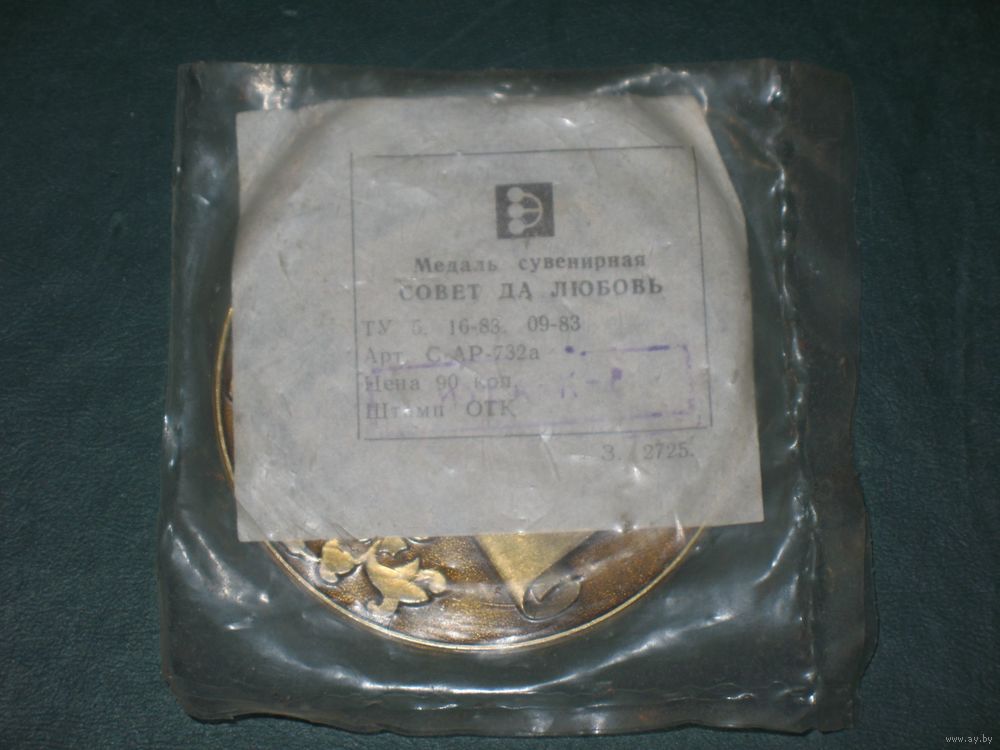 Медаль сувенирная
СОВЕТ ДА ЛЮБОВЬ
ТУ 6. 16-83. 09-83
Арт. С-АР-732а
Цена 90 коп.
Штамп ОТК
З. 2725.
www.ay.by